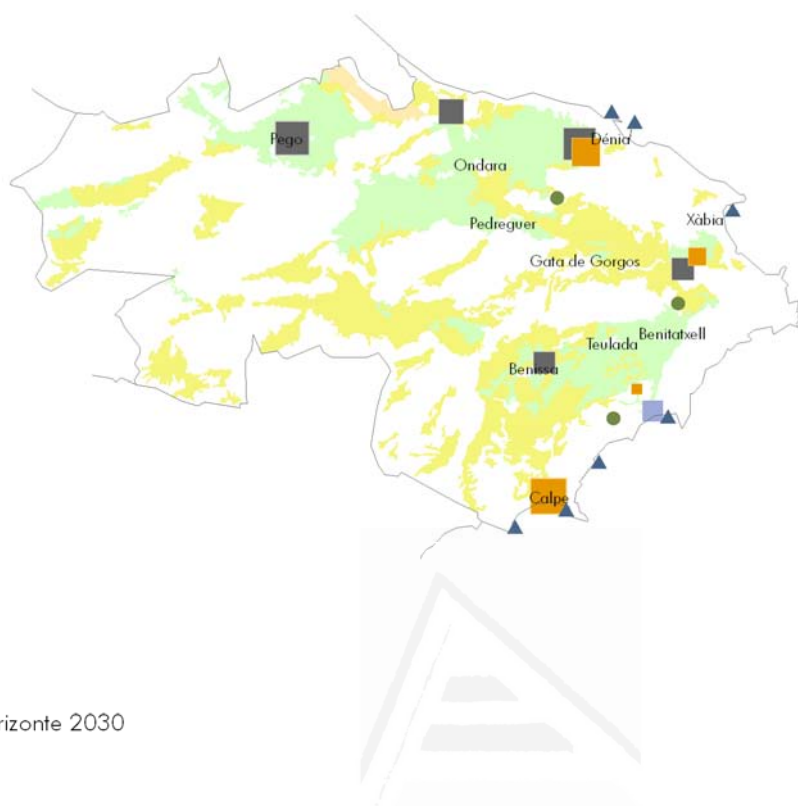 Pego
Dénia
Ondara
Xàbia
Pedreguer
Gata de Gorgos
Benitatxell
Teulada
Benissa
Calpe
rizonte 2030